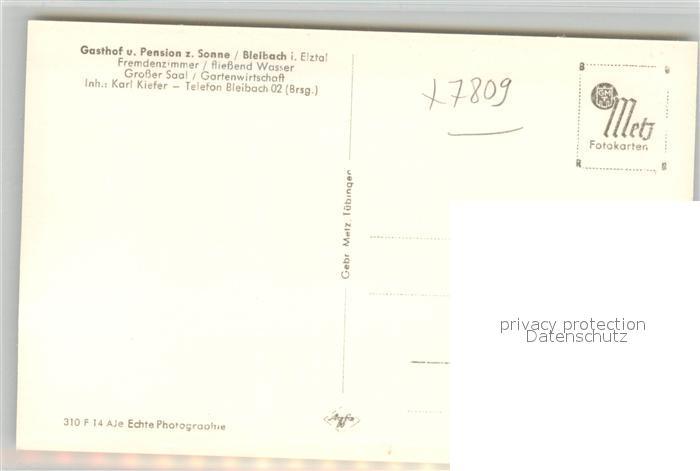 Gasthof u. Pension z. Sonne / Bleibach i. Elztal
Fremdenzimmer / fließend Wasser
Großer Saal / Gartenwirtschaft
Inh.: Karl Kiefer – Telefon Bleibach 02 (Brsg.)
x7809
Metz
Fotokarten
Gebr. Metz, Tübingen
privacy protection
Datenschutz
310 F 14 AJe Echte Photographie
Agfa